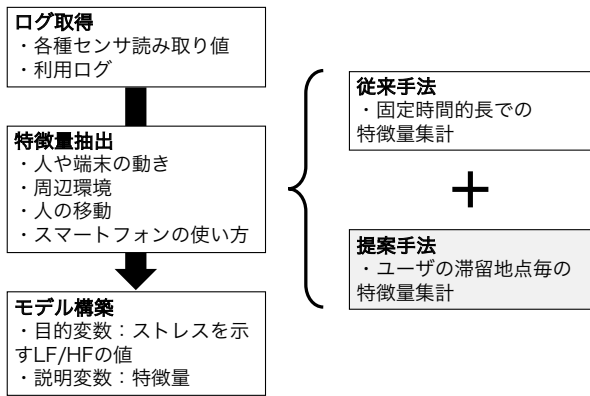 ログ取得
・各種センサ読み取り値
・利用ログ
特徴量抽出
・人や端末の動き
・周辺環境
・人の移動
・スマートフォンの使い方
モデル構築
・目的変数：ストレスを示
すLF/HFの値
・説明変数：特徴量
従来手法
・固定時間的長での
特徴量集計
+
提案手法
・ユーザの滞留地点毎の
特徴量集計